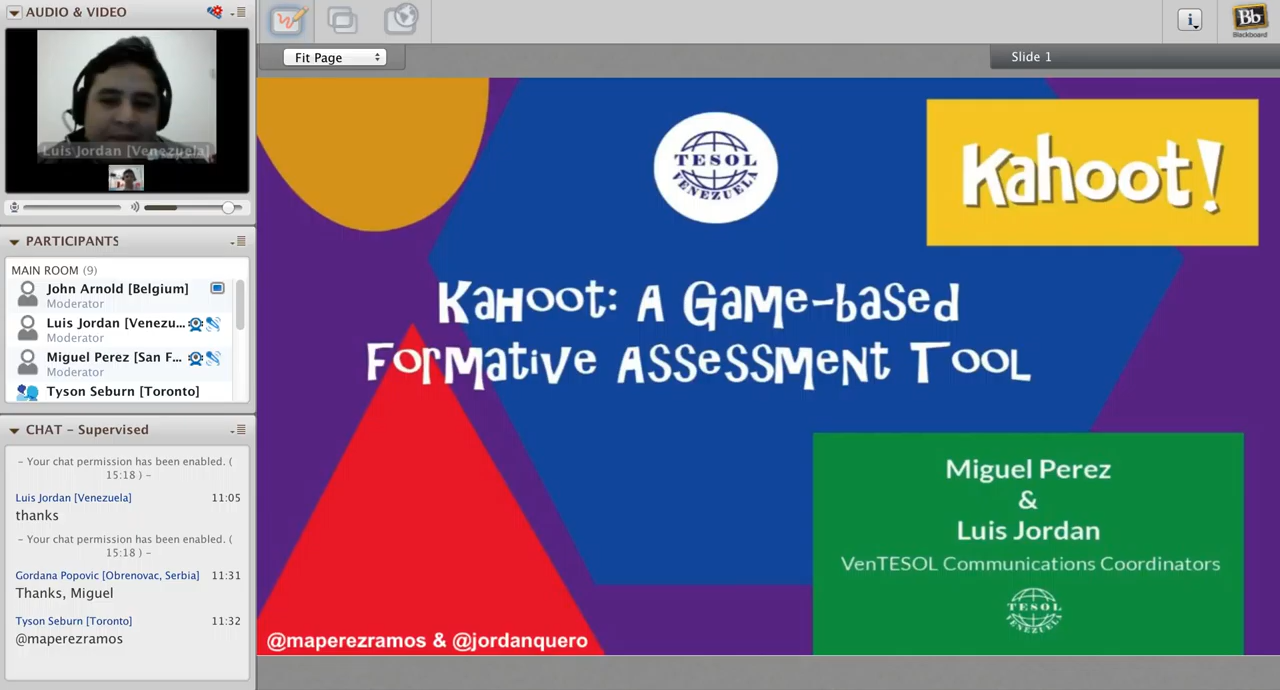 AUDIO & VIDEO
Luis Jordan [Venezuela]
PARTICIPANTS
MAIN ROOM (9)
John Arnold [Belgium]
Moderator
Luis Jordan [Venezu...
Moderator
Miguel Perez [San F...
Moderator
Tyson Seburn [Toronto]
CHAT – Supervised
– Your chat permission has been enabled. (
15:18 ) –
Luis Jordan [Venezuela] 11:05
thanks
– Your chat permission has been enabled. (
15:18 ) –
Gordana Popovic [Obrenovac, Serbia] 11:31
Thanks, Miguel
Tyson Seburn [Toronto] 11:32
@maperezramos
Fit Page
Slide 1
i
Bb
Blackboard
TESOL
VENEZUELA
Kahoot!
Kahoot: A Game-based
Formative Assessment Tool
Miguel Perez
&
Luis Jordan
VenTESOL Communications Coordinators
TESOL
VENEZUELA
@maperezramos & @jordanquero